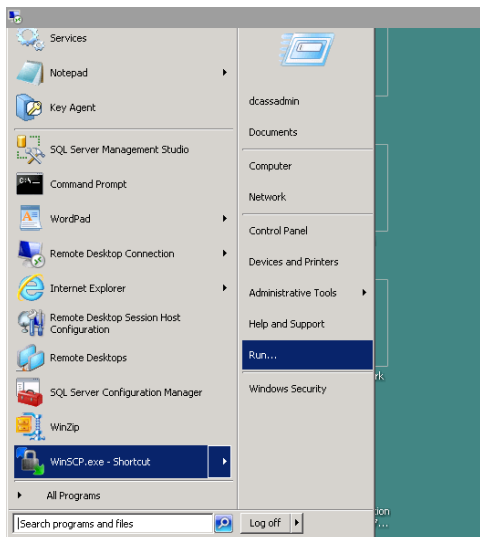 Services
Notepad
Key Agent
SQL Server Management Studio
Command Prompt
WordPad
Remote Desktop Connection
Internet Explorer
Remote Desktop Session Host
Configuration
Remote Desktops
SQL Server Configuration Manager
WinZip
WinSCP.exe - Shortcut
All Programs
Search programs and files
dcassadmin
Documents
Computer
Network
Control Panel
Devices and Printers
Administrative Tools
Help and Support
Run...
Windows Security
Log off
rk
ion
7...